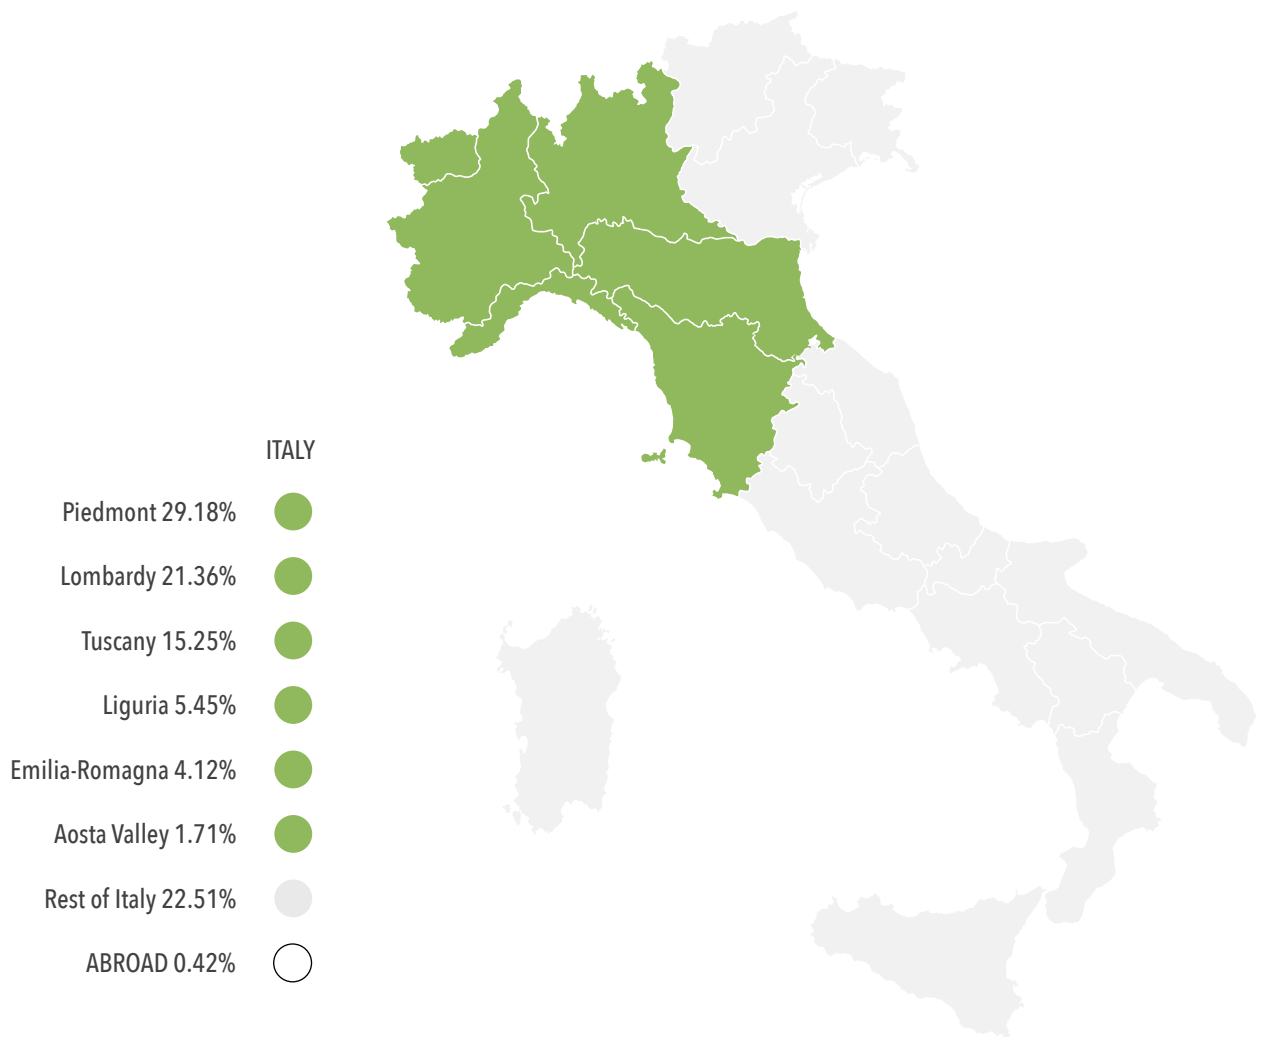 ITALY
Piedmont 29.18%
Lombardy 21.36%
Tuscany 15.25%
Liguria 5.45%
Emilia-Romagna 4.12%
Aosta Valley 1.71%
Rest of Italy 22.51%
ABROAD 0.42%